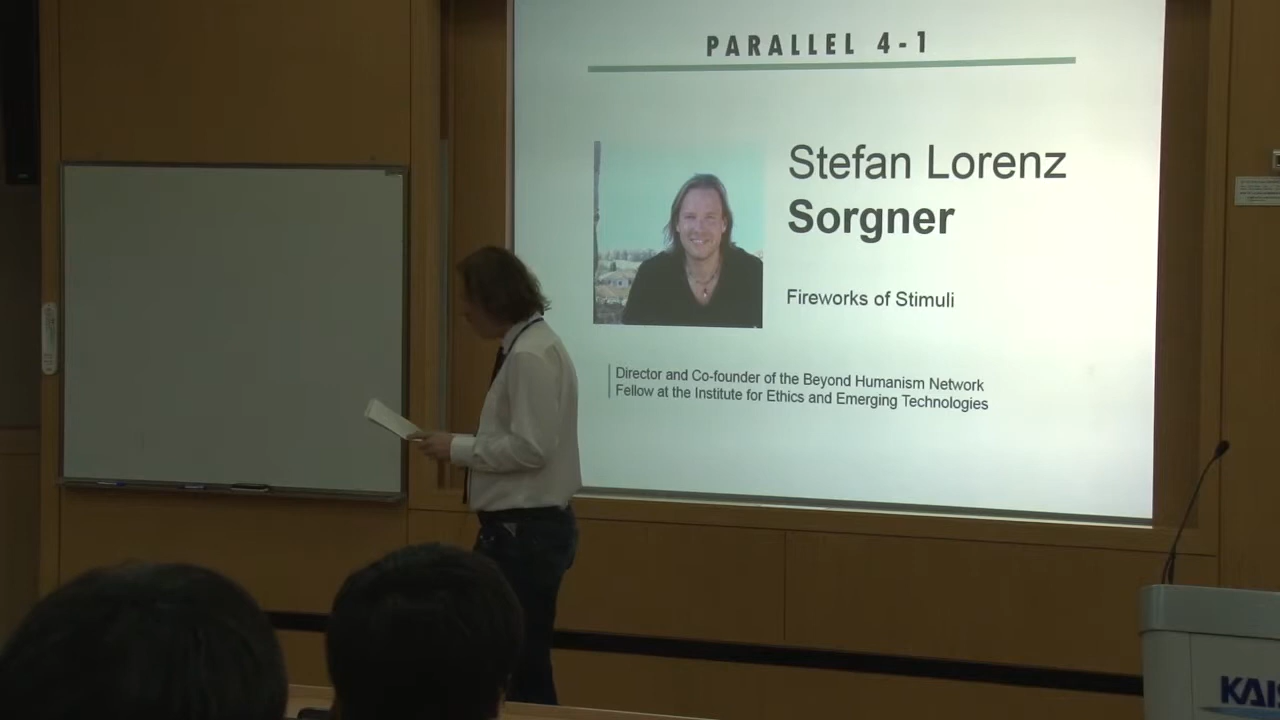 PARALLEL 4-1
Stefan Lorenz
Sorgner
Fireworks of Stimuli
Director and Co-founder of the Beyond Humanism Network
Fellow at the Institute for Ethics and Emerging Technologies